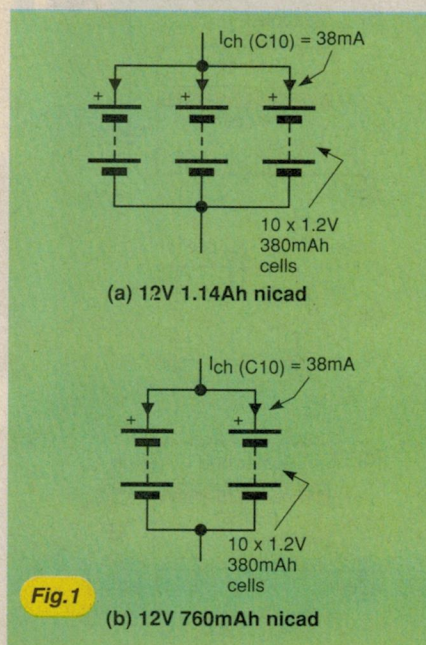 Ich (C10) = 38mA
+
+
+
10 x 1.2V
380mAh
cells
(a) 12V 1.14Ah nicad
Ich (C10) = 38mA
+
+
10 x 1.2V
380mAh
cells
Fig.1
(b) 12V 760mAh nicad